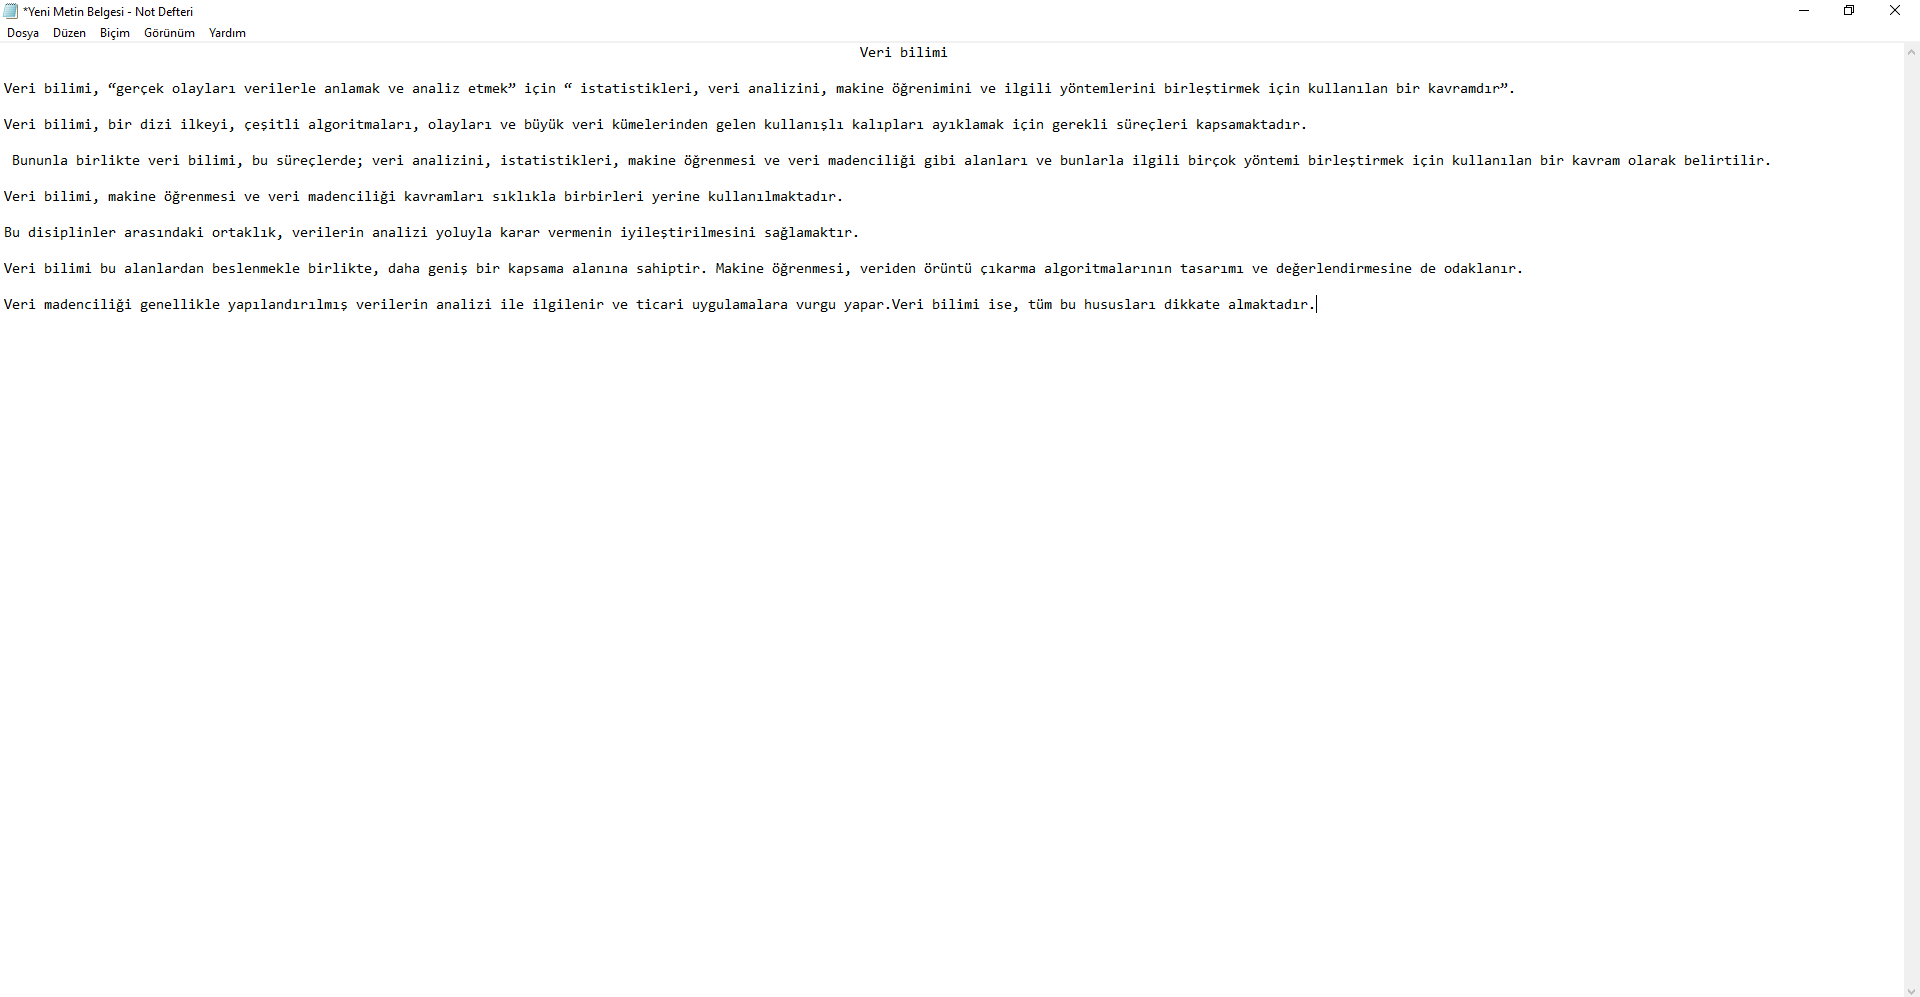 *Yeni Metin Belgesi - Not Defteri
Dosya Düzen Biçim Görünüm Yardım
Veri bilimi
Veri bilimi, “gerçek olayları verilerle anlamak ve analiz etmek” için “ istatistikleri, veri analizini, makine öğrenimini ve ilgili yöntemlerini birleştirmek için kullanılan bir kavramdır”.
Veri bilimi, bir dizi ilkeyi, çeşitli algoritmaları, olayları ve büyük veri kümelerinden gelen kullanışlı kalıpları ayıklamak için gerekli süreçleri kapsamaktadır.
Bununla birlikte veri bilimi, bu süreçlerde; veri analizini, istatistikleri, makine öğrenmesi ve veri madenciliği gibi alanları ve bunlarla ilgili birçok yöntemi birleştirmek için kullanılan bir kavram olarak belirtilir.
Veri bilimi, makine öğrenmesi ve veri madenciliği kavramları sıklıkla birbirleri yerine kullanılmaktadır.
Bu disiplinler arasındaki ortaklık, verilerin analizi yoluyla karar vermenin iyileştirilmesini sağlamaktır.
Veri bilimi bu alanlardan beslenmekle birlikte, daha geniş bir kapsama alanına sahiptir. Makine öğrenmesi, veriden örüntü çıkarma algoritmalarının tasarımı ve değerlendirmesine de odaklanır.
Veri madenciliği genellikle yapılandırılmış verilerin analizi ile ilgilenir ve ticari uygulamalara vurgu yapar.Veri bilimi ise, tüm bu hususları dikkate almaktadır.